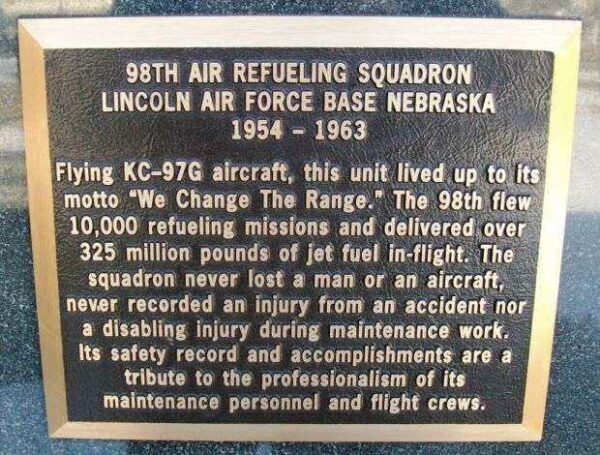 98TH AIR REFUELING SQUADRON
LINCOLN AIR FORCE BASE NEBRASKA
1954 – 1963
Flying KC–97G aircraft, this unit lived up to its
motto "We Change The Range." The 98th flew
10,000 refueling missions and delivered over
325 million pounds of jet fuel in-flight. The
squadron never lost a man or an aircraft,
never recorded an injury from an accident nor
a disabling injury during maintenance work.
Its safety record and accomplishments are a
tribute to the professionalism of its
maintenance personnel and flight crews.